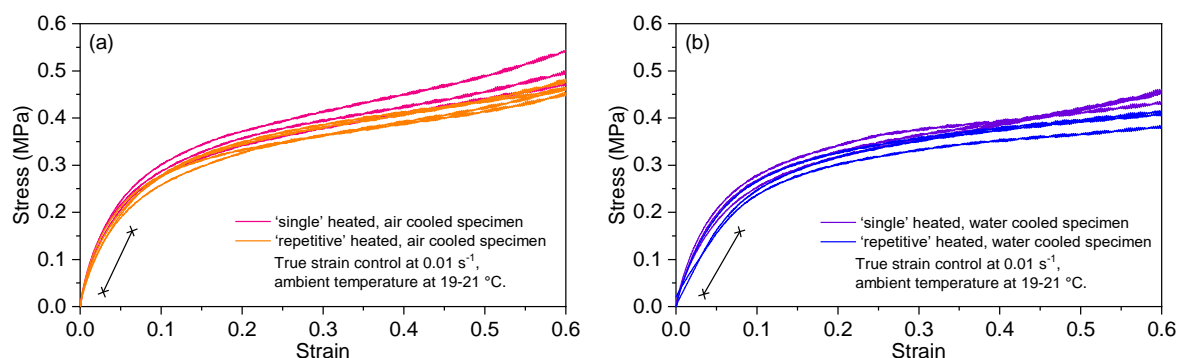 (a)
0.6
0.5
0.4
0.3
0.2
0.1
0.0
Stress (MPa)
‘single’ heated, air cooled specimen
‘repetitive’ heated, air cooled specimen
True strain control at 0.01 s⁻¹,
ambient temperature at 19-21 °C.
0.0 0.1 0.2 0.3 0.4 0.5 0.6
Strain
(b)
0.6
0.5
0.4
0.3
0.2
0.1
0.0
Stress (MPa)
‘single’ heated, water cooled specimen
‘repetitive’ heated, water cooled specimen
True strain control at 0.01 s⁻¹,
ambient temperature at 19-21 °C.
0.0 0.1 0.2 0.3 0.4 0.5 0.6
Strain